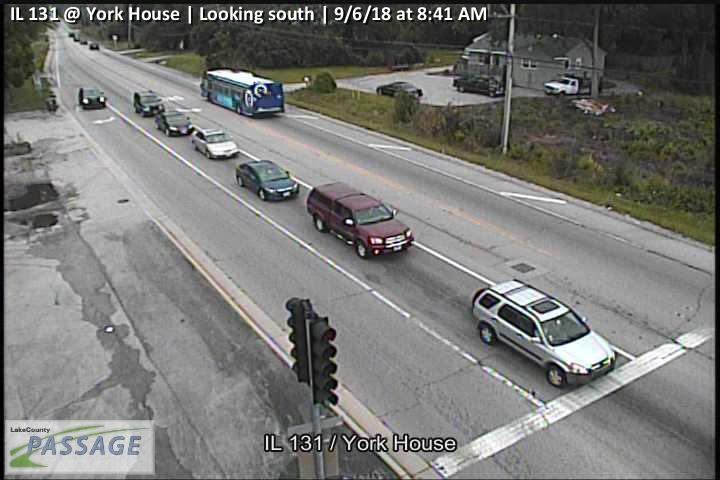 IL 131 @ York House | Looking south | 9/6/18 at 8:41 AM
LakeCounty
PASSAGE
IL 131 / York House